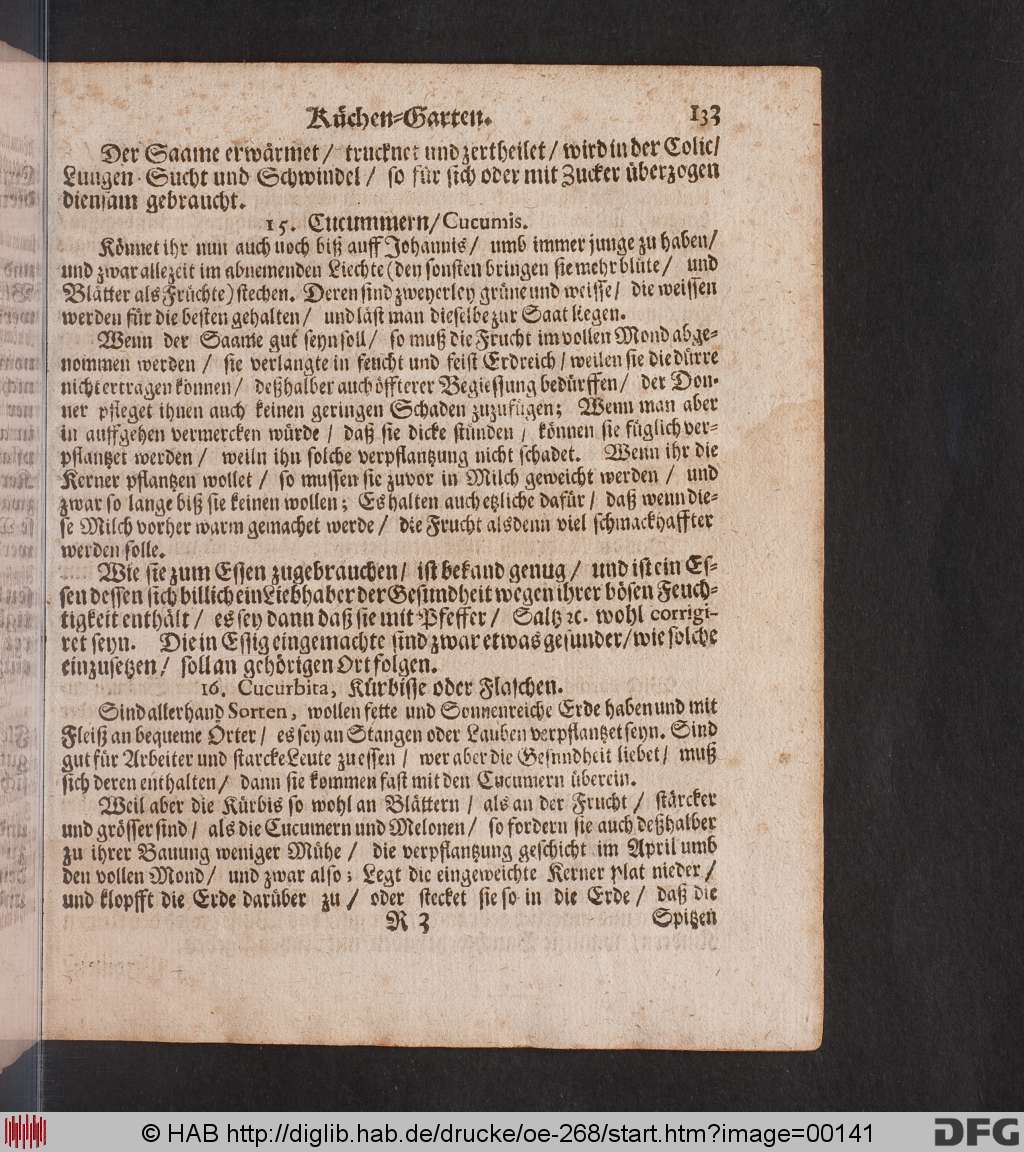 Küchen-Garten. 133
Der Saame erwärmet / trucknet und zertheilet / wird in der Colic /
Lungen-Sucht und Schwindel / so für sich oder mit Zucker überzogen
diensam gebraucht.
15. Cucummern / Cucumis.
Könnet ihr nun auch noch biß auff Johannis / umb immer junge zu haben /
und zwar allezeit im abnemenden Liechte (den sonsten bringen sie mehr blüte / und
Blätter als Früchte) stechen. Deren sind zweyerley grüne und weisse / die weissen
werden für die besten gehalten / und läst man dieselbe zur Saat liegen.
Wenn der Saame gut seyn soll / so muß die Frucht im vollen Mond abge-
nommen werden / sie verlangte in feucht und feist Erdreich / weilen sie die dürre
nicht ertragen können / deßhalber auch öffterer Begiessung bedürffen / der Don-
ner pfleget ihnen auch keinen geringen Schaden zuzufügen; Wenn man aber
in auffgehen vermercken würde / daß sie dicke stünden / können sie füglich ver-
pflantzet werden / weiln ihn solche verpflantzung nicht schadet. Wenn ihr die
Kerner pflantzen wollet / so mussen sie zuvor in Milch geweicht werden / und
zwar so lange biß sie keinen wollen; Es halten auch etzliche dafür / daß wenn die-
se Milch vorher warm gemachet werde / die Frucht alsdenn viel schmackhaffter
werden solle.
Wie sie zum Essen zugebrauchen / ist bekand genug / und ist ein Es-
sen dessen sich billich ein Liebhaber der Gesundheit wegen ihrer bösen Feuch-
tigkeit enthält / es sey dann daß sie mit Pfeffer / Saltz ꝛc. wohl corrigi-
ret seyn. Die in Essig eingemachte sind zwar etwas gesunder / wie solche
einzusetzen / soll an gehörigen Ort folgen.
16. Cucurbita, Kürbisse oder Flaschen.
Sind allerhand Sorten, wollen fette und Sonnenreiche Erde haben und mit
Fleiß an bequeme Örter / es sey an Stangen oder Lauben verpflantzet seyn. Sind
gut für Arbeiter und starcke Leute zu essen / wer aber die Gesundheit liebet / muß
sich deren enthalten / dann sie kommen fast mit den Cucumern überein.
Weil aber die Kürbis so wohl an Blättern / als an der Frucht / stärcker
und grösser sind / als die Cucumern und Melonen / so fordern sie auch deßhalber
zu ihrer Bauung weniger Mühe / die verpflantzung geschicht im April umb
den vollen Mond / und zwar also: Legt die eingeweichte Kerner plat nieder /
und klopfft die Erde darüber zu / oder stecket sie so in die Erde / daß die
R 3 Spitzen
© HAB http://diglib.hab.de/drucke/oe-268/start.htm?image=00141
DFG